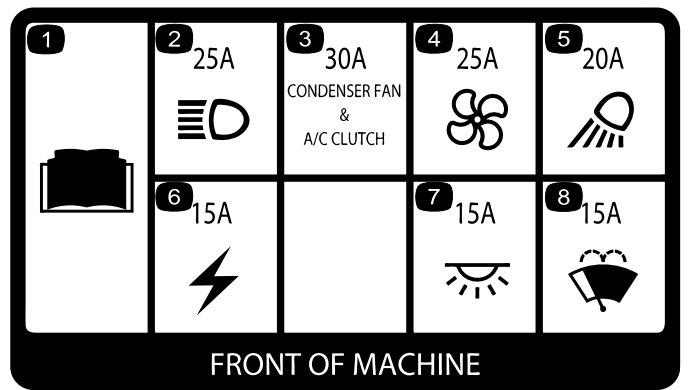 1
2
25A
3
30A
CONDENSER FAN
&
A/C CLUTCH
4
25A
5
20A
6
15A
7
15A
8
15A
FRONT OF MACHINE